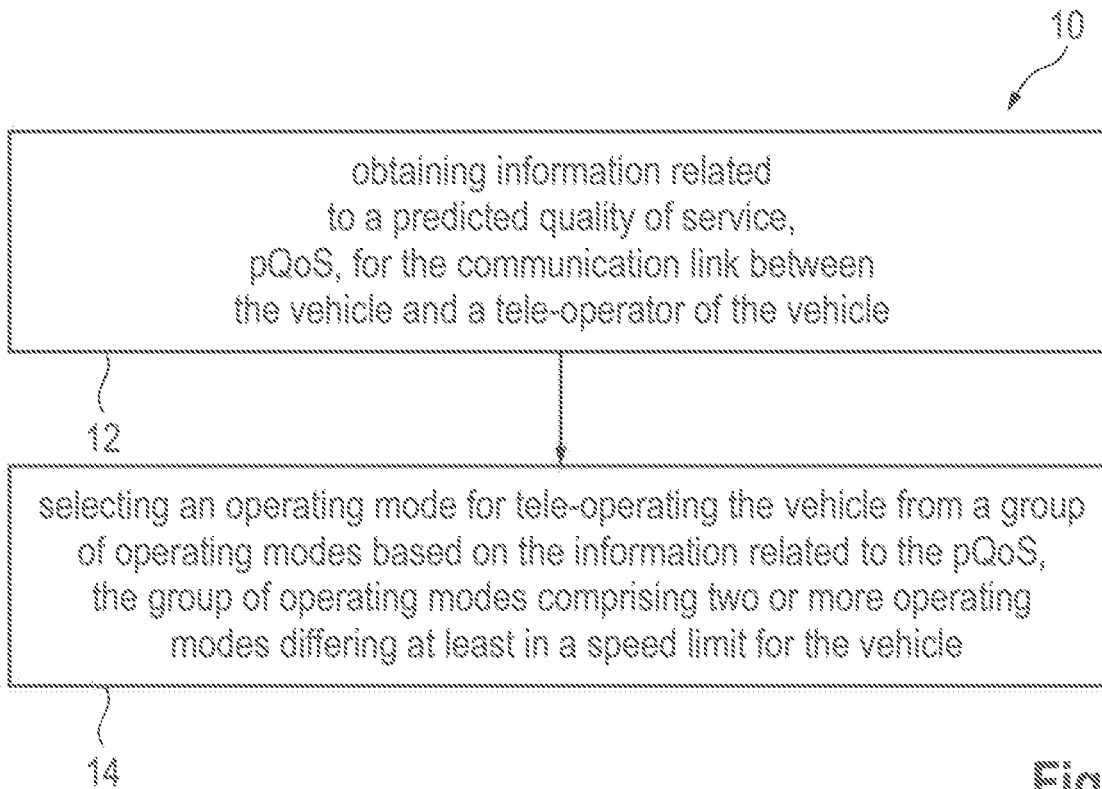 10
obtaining information related
to a predicted quality of service,
pQoS, for the communication link between
the vehicle and a tele-operator of the vehicle
12
selecting an operating mode for tele-operating the vehicle from a group
of operating modes based on the information related to the pQoS,
the group of operating modes comprising two or more operating
modes differing at least in a speed limit for the vehicle
14
Fig